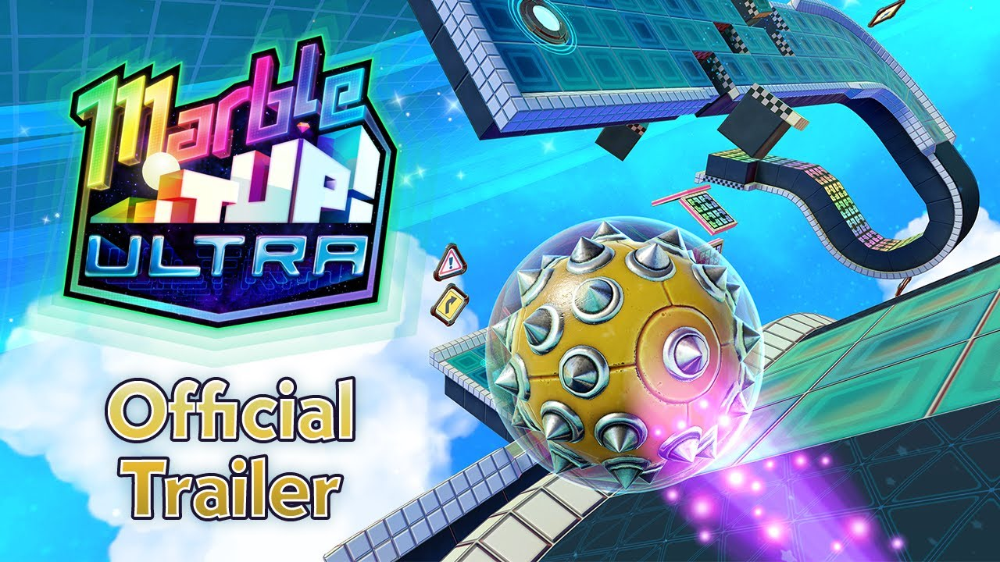 Marble
iT UP!
ULTRA
Official
Trailer